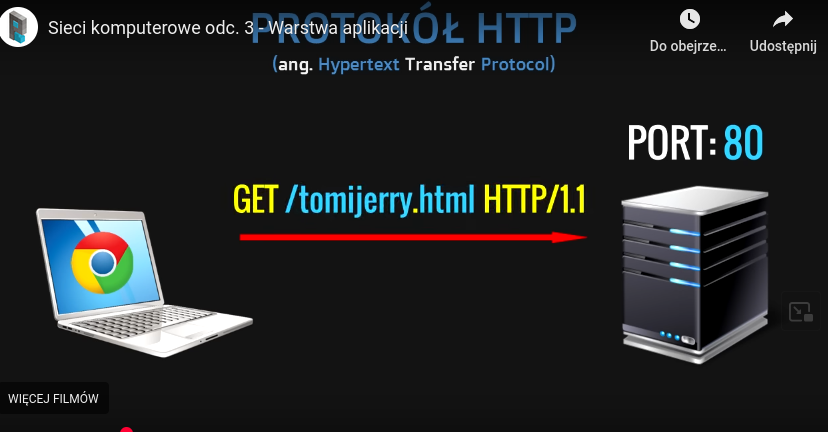 Sieci komputerowe odc. 3 - Warstwa aplikacji
PROTOKÓŁ HTTP
Do obejrze...
Udostępnij
(ang. Hypertext Transfer Protocol)
PORT: 80
GET /tomijerry.html HTTP/1.1
WIĘCEJ FILMÓW